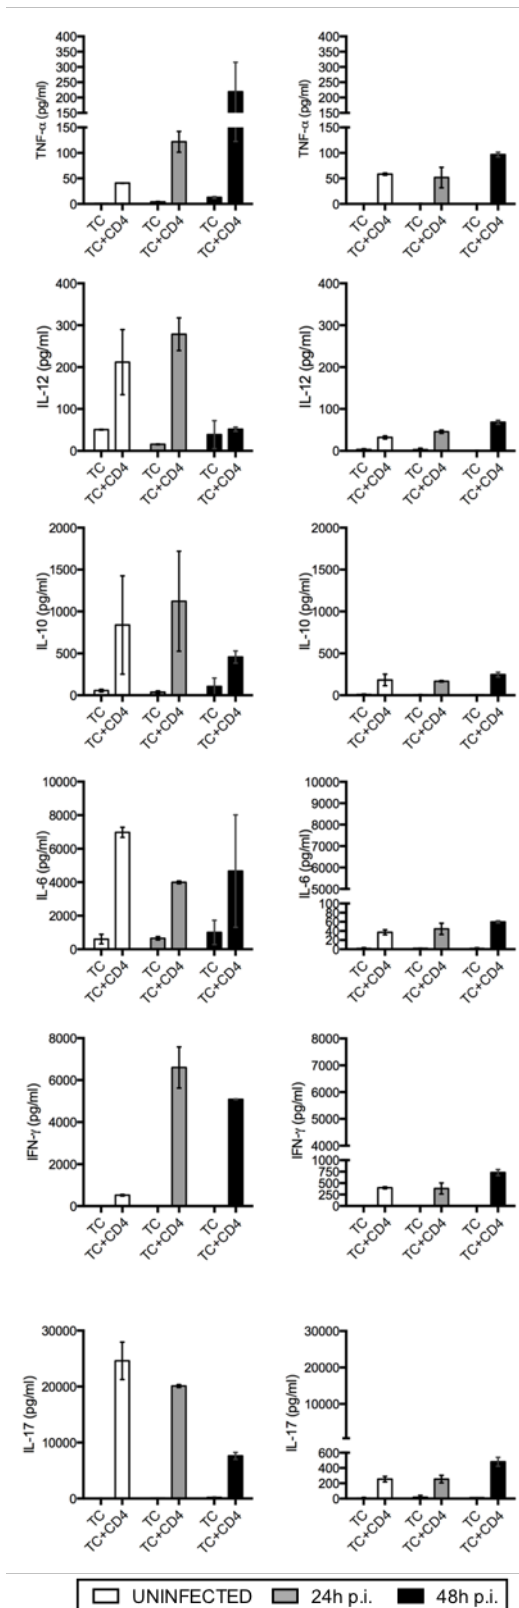 400
350
300
250
200
150
150
100
50
0
TNF-α (pg/ml)
TC
TC+CD4
TC
TC+CD4
TC
TC+CD4
400
350
300
250
200
150
150
100
50
0
TNF-α (pg/ml)
TC
TC+CD4
TC
TC+CD4
TC
TC+CD4
400
300
200
100
0
IL-12 (pg/ml)
TC
TC+CD4
TC
TC+CD4
TC
TC+CD4
400
300
200
100
0
IL-12 (pg/ml)
TC
TC+CD4
TC
TC+CD4
TC
TC+CD4
2000
1500
1000
500
0
IL-10 (pg/ml)
TC
TC+CD4
TC
TC+CD4
TC
TC+CD4
2000
1500
1000
500
0
IL-10 (pg/ml)
TC
TC+CD4
TC
TC+CD4
TC
TC+CD4
10000
8000
6000
4000
2000
0
IL-6 (pg/ml)
TC
TC+CD4
TC
TC+CD4
TC
TC+CD4
10000
9000
8000
7000
6000
5000
100
80
60
40
20
0
IL-6 (pg/ml)
TC
TC+CD4
TC
TC+CD4
TC
TC+CD4
8000
6000
4000
2000
0
IFN-γ (pg/ml)
TC
TC+CD4
TC
TC+CD4
TC
TC+CD4
8000
7000
6000
5000
4000
1000
750
500
250
0
IFN-γ (pg/ml)
TC
TC+CD4
TC
TC+CD4
TC
TC+CD4
30000
20000
10000
0
IL-17 (pg/ml)
TC
TC+CD4
TC
TC+CD4
TC
TC+CD4
30000
20000
10000
600
400
200
0
IL-17 (pg/ml)
TC
TC+CD4
TC
TC+CD4
TC
TC+CD4
UNINFECTED 24h p.i. 48h p.i.